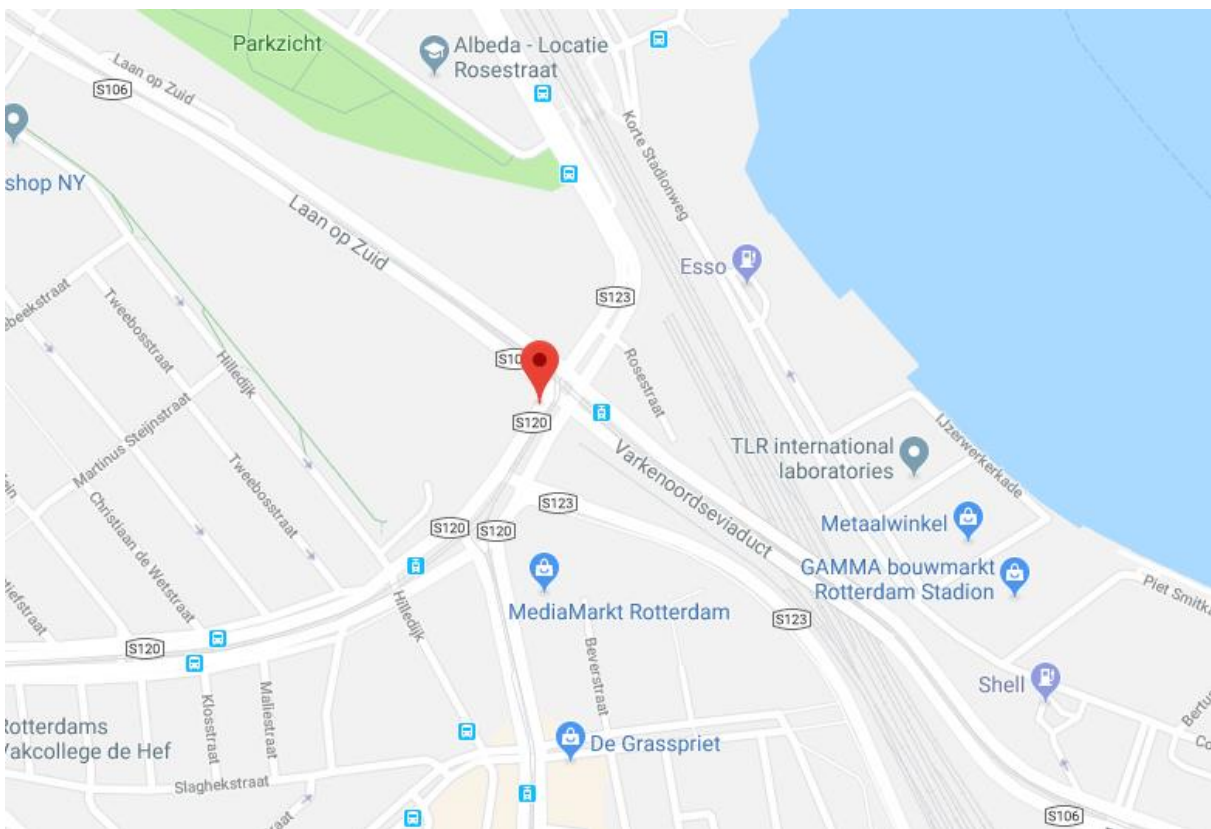 Parkzicht
Albeda - Locatie
Rosestraat
Laan op Zuid
S106
shop NY
Korte Stadionweg
Laan op Zuid
Esso
S123
Tweebosstraat
Hilledijk
Rosestraat
S120
Martinus Steijnstraat
IJzerwerkerkade
TLR international
laboratories
Tweebosstraat
Varkenoordseviaduct
Christiaan de Wetstraat
S123
S120
S120
Metaalwinkel
GAMMA bouwmarkt
Rotterdam Stadion
MediaMarkt Rotterdam
Hilledijk
Piet Smitka
S123
S120
Beverstraat
Shell
Klosstraat
Maliestraat
Rotterdams
Vakcollege de Hef
De Grasspriet
Slaghekstraat
S106